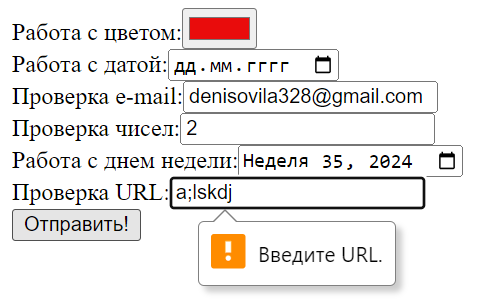 Работа с цветом:
Работа с датой: дд.мм.гггг
Проверка e-mail: denisovila328@gmail.com
Проверка чисел: 2
Работа с днем недели: Неделя 35, 2024
Проверка URL: a;lskdj
Отправить!
Введите URL.